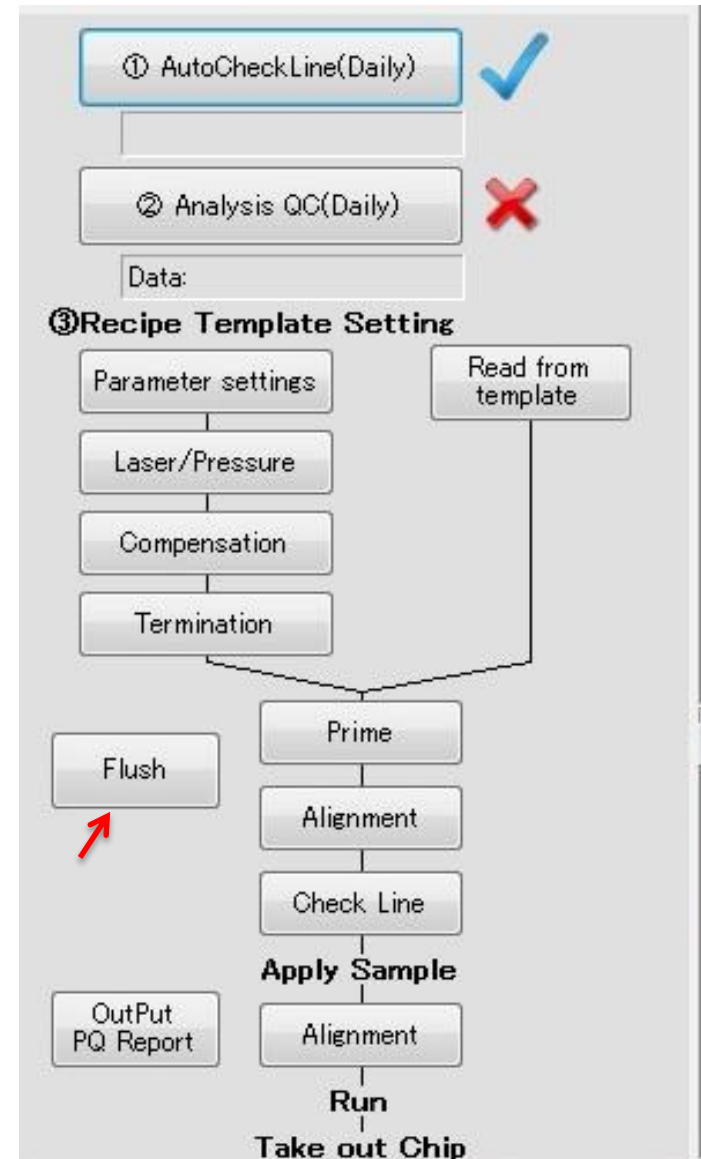 ① AutoCheckLine(Daily)
② Analysis QC(Daily)
Data:
③Recipe Template Setting
Parameter settings
Read from
template
Laser/Pressure
Compensation
Termination
Prime
Flush
Alignment
Check Line
Apply Sample
OutPut
PQ Report
Alignment
Run
Take out Chip